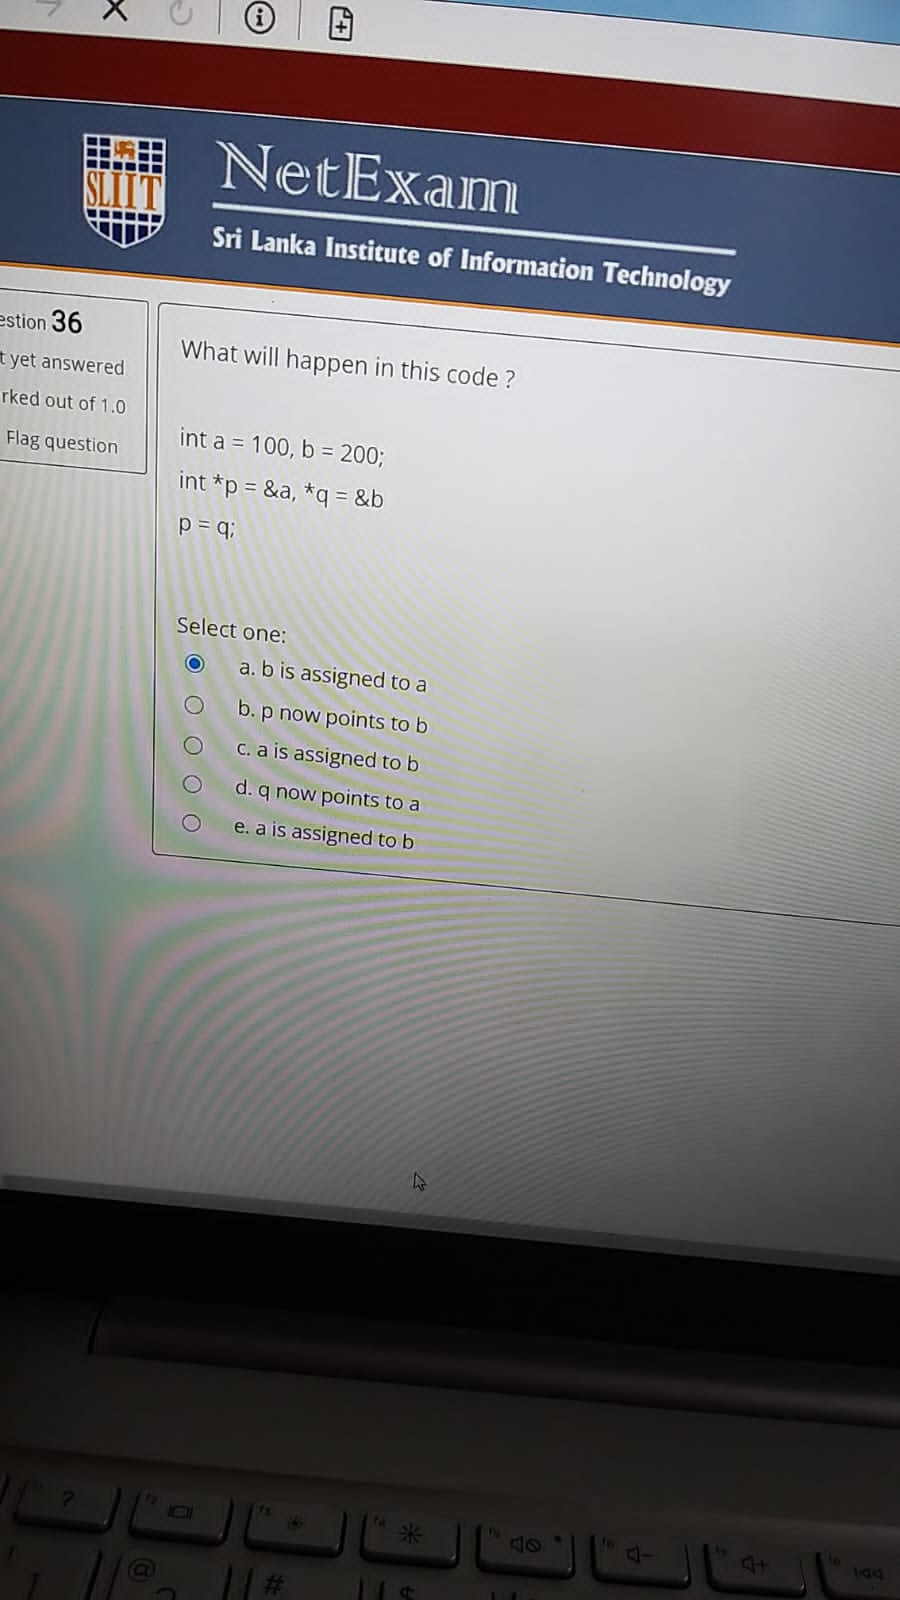 SLIIT
NetExam
Sri Lanka Institute of Information Technology
estion 36
t yet answered
rked out of 1.0
Flag question
What will happen in this code ?
int a = 100, b = 200;
int *p = &a, *q = &b
p = q;
Select one:
a. b is assigned to a
b. p now points to b
c. a is assigned to b
d. q now points to a
e. a is assigned to b
?
@
#
$